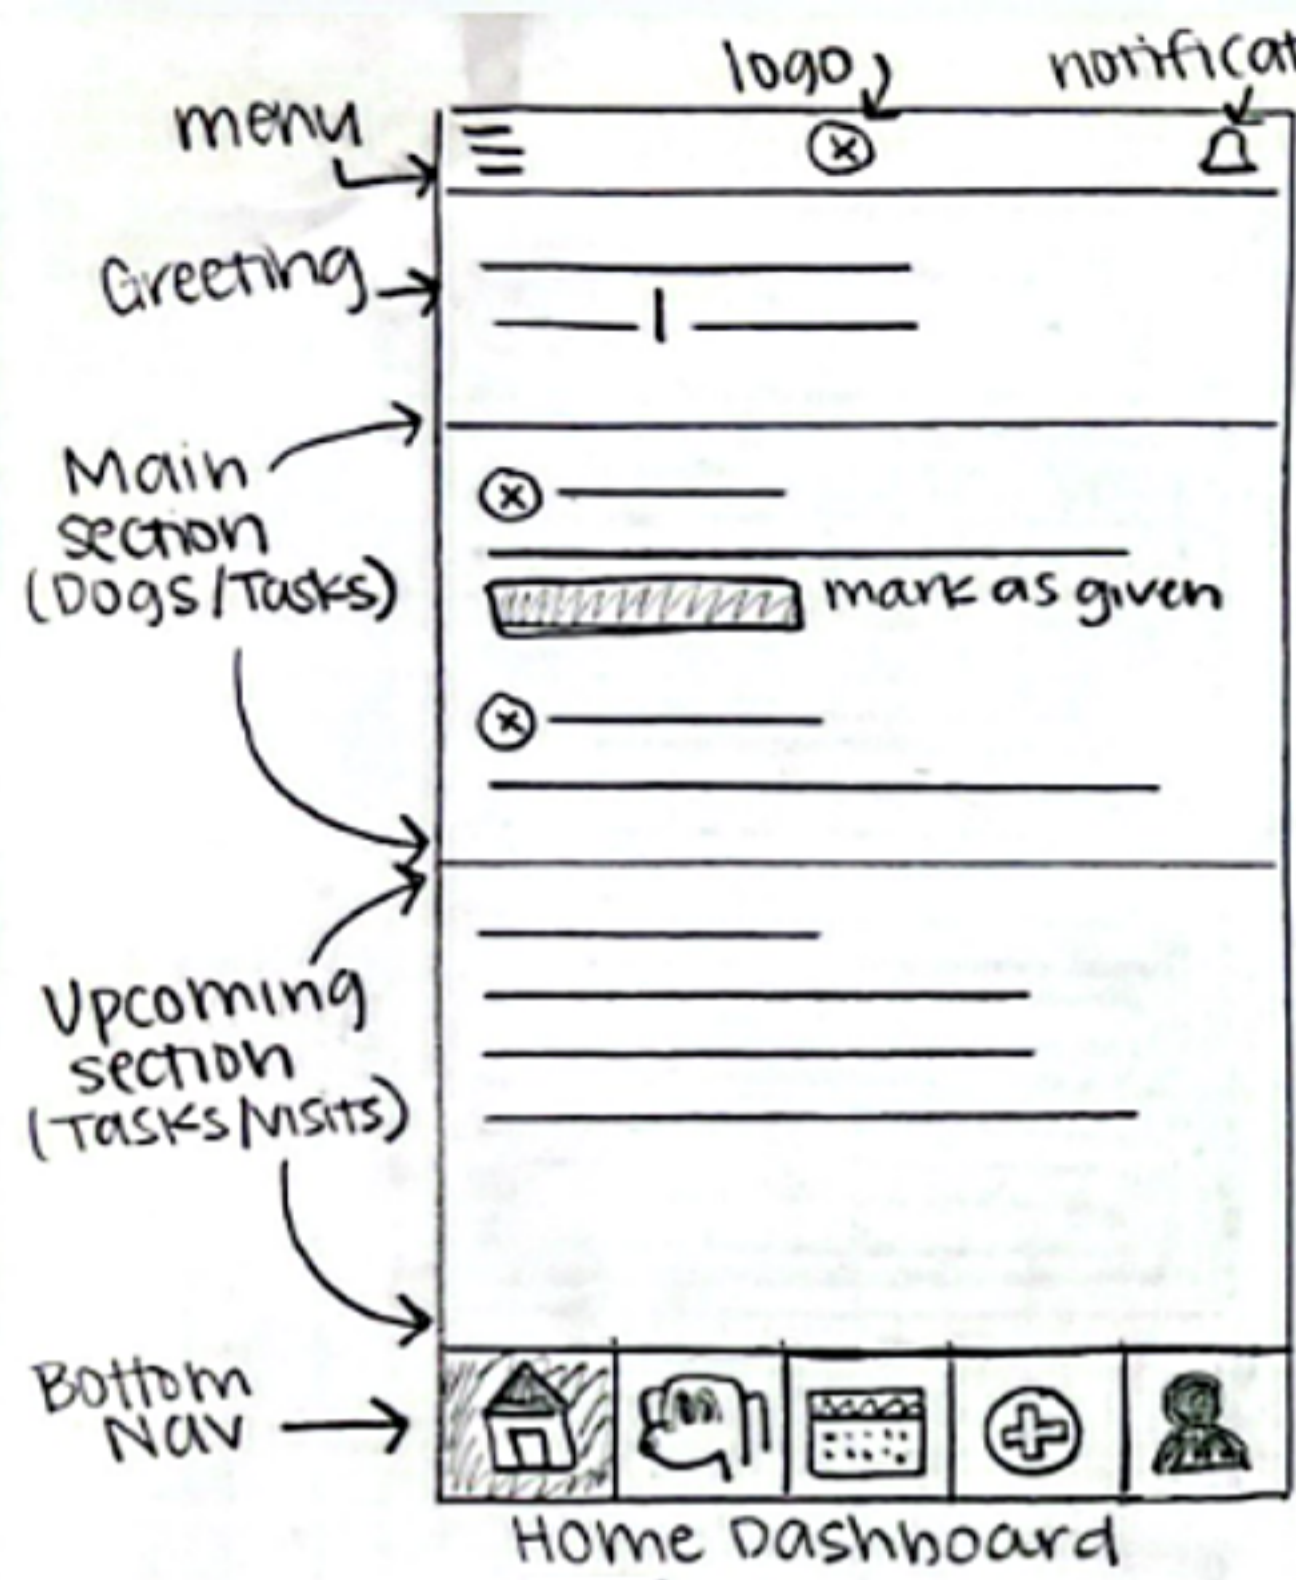 logo
notificat
menu
Greeting
Main
section
(Dogs/Tasks)
mark as given
Upcoming
section
(Tasks/Visits)
Bottom
Nav
Home Dashboard